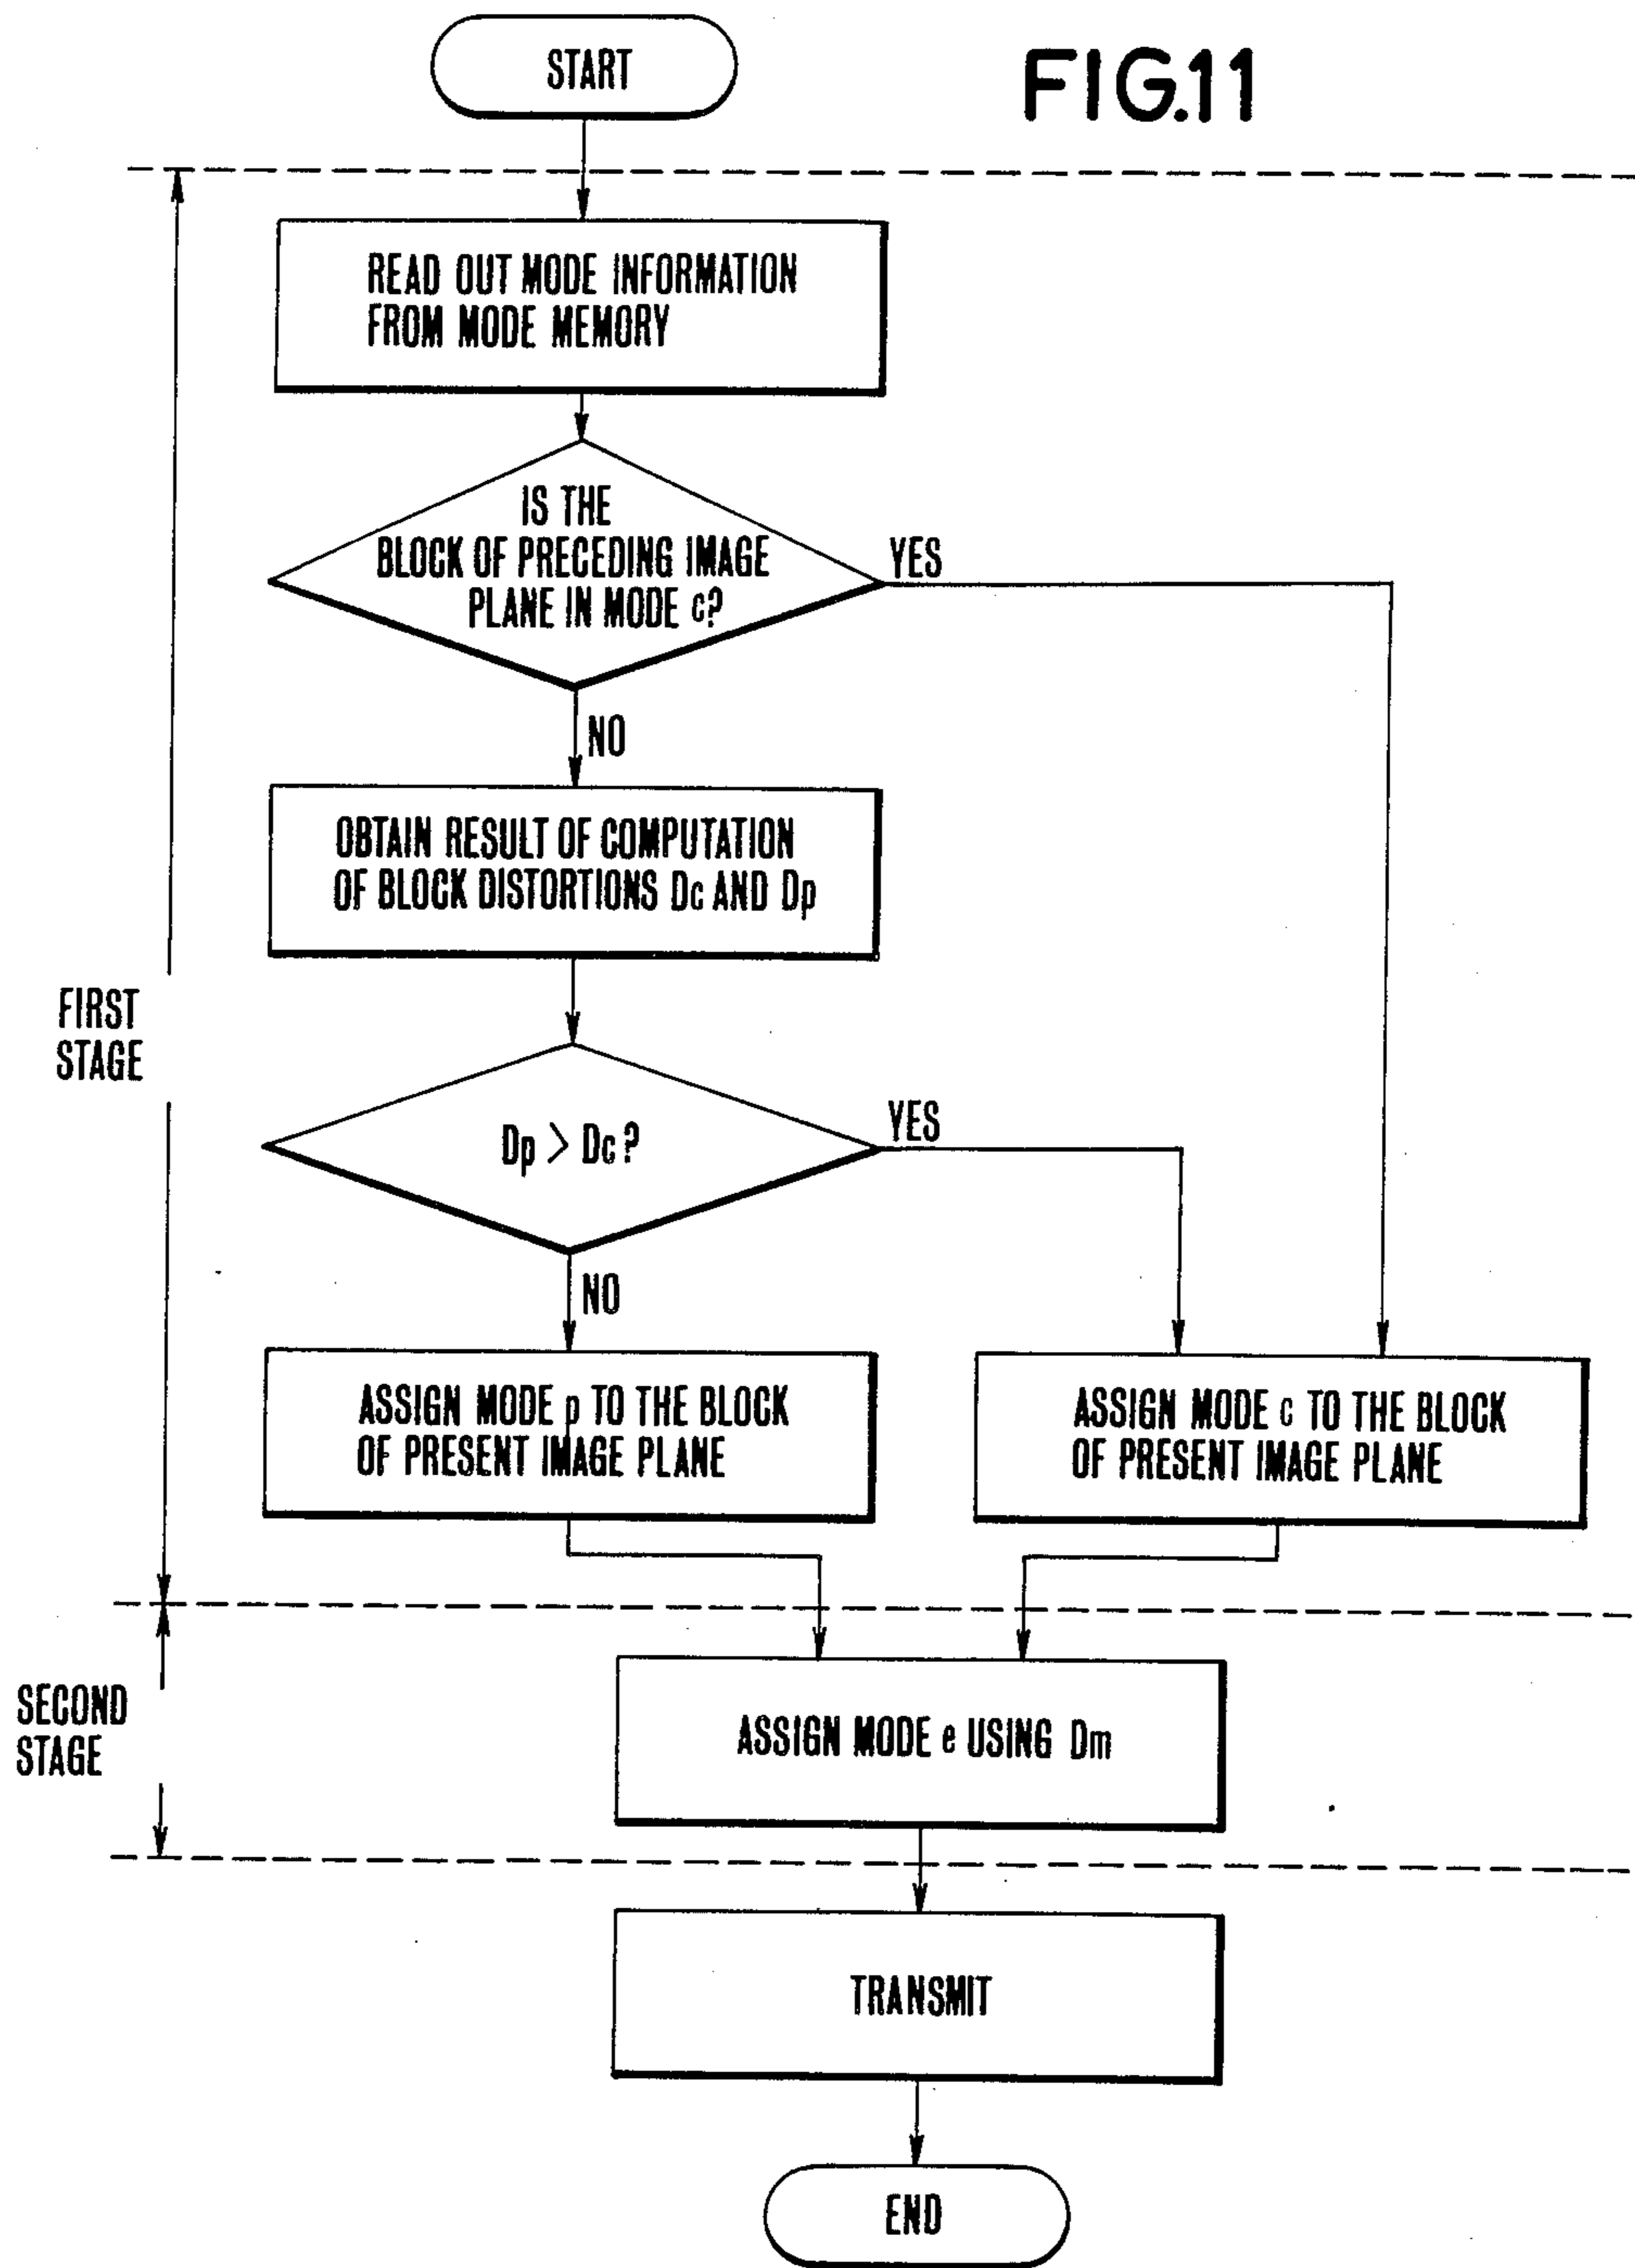 START
FIG.11
READ OUT MODE INFORMATION
FROM MODE MEMORY
IS THE
BLOCK OF PRECEDING IMAGE
PLANE IN MODE c?
YES
NO
OBTAIN RESULT OF COMPUTATION
OF BLOCK DISTORTIONS Dc AND Dp
FIRST
STAGE
Dp > Dc?
YES
NO
ASSIGN MODE p TO THE BLOCK
OF PRESENT IMAGE PLANE
ASSIGN MODE c TO THE BLOCK
OF PRESENT IMAGE PLANE
SECOND
STAGE
ASSIGN MODE e USING Dm
TRANSMIT
END